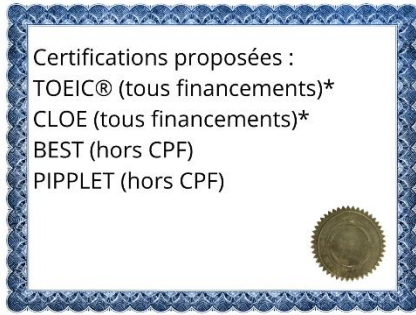 Certifications proposées :
TOEIC® (tous financements)*
CLOE (tous financements)*
BEST (hors CPF)
PIPPLET (hors CPF)